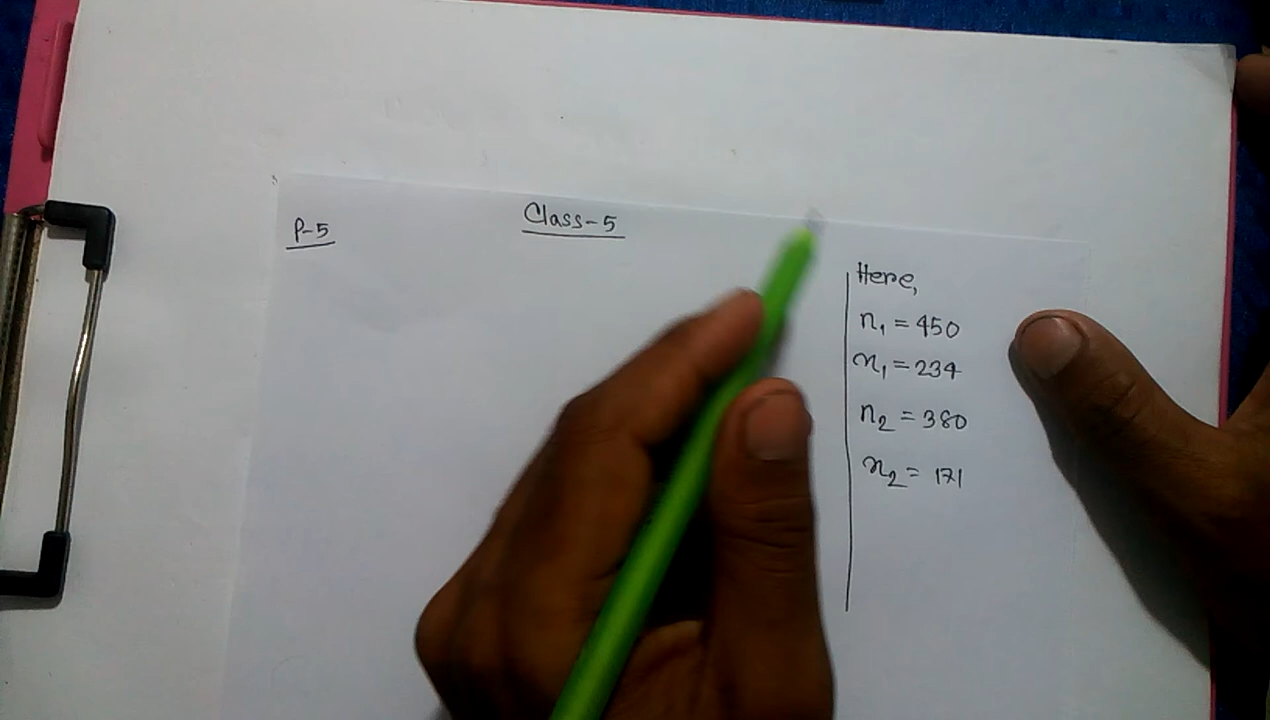 P-5
Class-5
Here,
n₁ = 450
x₁ = 234
n₂ = 380
x₂ = 171